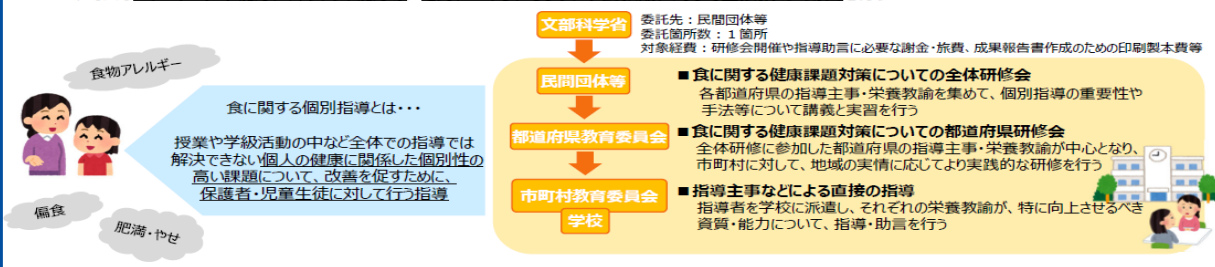 文部科学省
委託先：民間団体等
委託箇所数：１箇所
対象経費：研修会開催や指導助言に必要な謝金・旅費、成果報告書作成のための印刷製本費等
食物アレルギー
食に関する個別指導とは・・・
授業や学級活動の中など全体での指導では
解決できない個人の健康に関係した個別性の
高い課題について、改善を促すために、
保護者・児童生徒に対して行う指導
偏食
肥満・やせ
民間団体等
■食に関する健康課題対策についての全体研修会
各都道府県の指導主事・栄養教諭を集めて、個別指導の重要性や
手法等について講義と実習を行う
都道府県教育委員会
■食に関する健康課題対策についての都道府県研修会
全体研修に参加した都道府県の指導主事・栄養教諭が中心となり、
市町村に対して、地域の実情に応じてより実践的な研修を行う
市町村教育委員会
学校
■指導主事などによる直接の指導
指導者を学校に派遣し、それぞれの栄養教諭が、特に向上させるべき
資質・能力について、指導・助言を行う